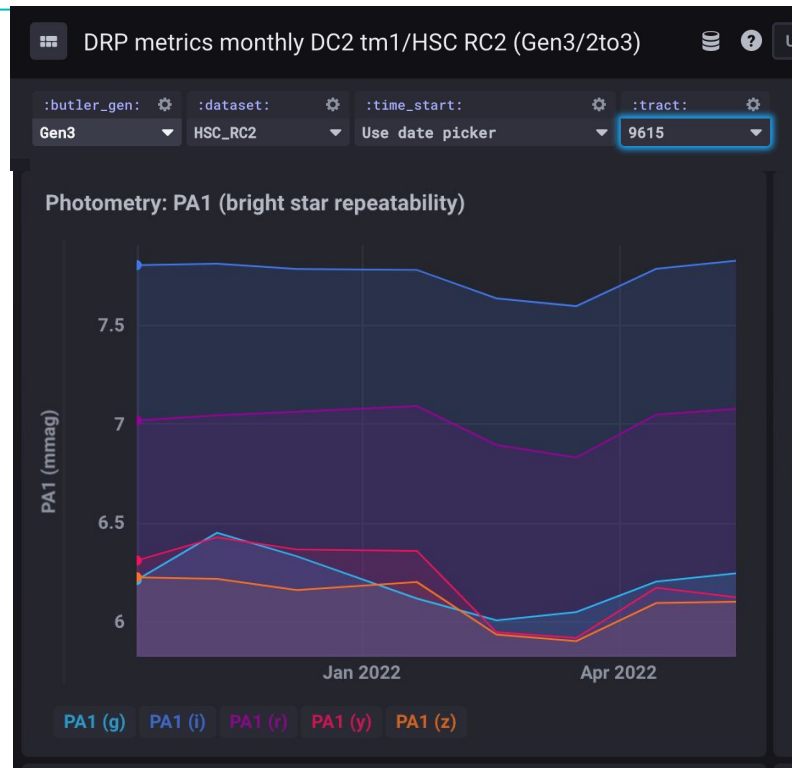 DRP metrics monthly DC2 tm1/HSC RC2 (Gen3/2to3) ? U
:butler_gen: :dataset: :time_start: :tract:
Gen3 HSC_RC2 Use date picker 9615
Photometry: PA1 (bright star repeatability)
PA1 (mmag)
7.5
7
6.5
6
Jan 2022 Apr 2022
PA1 (g) PA1 (i) PA1 (r) PA1 (y) PA1 (z)